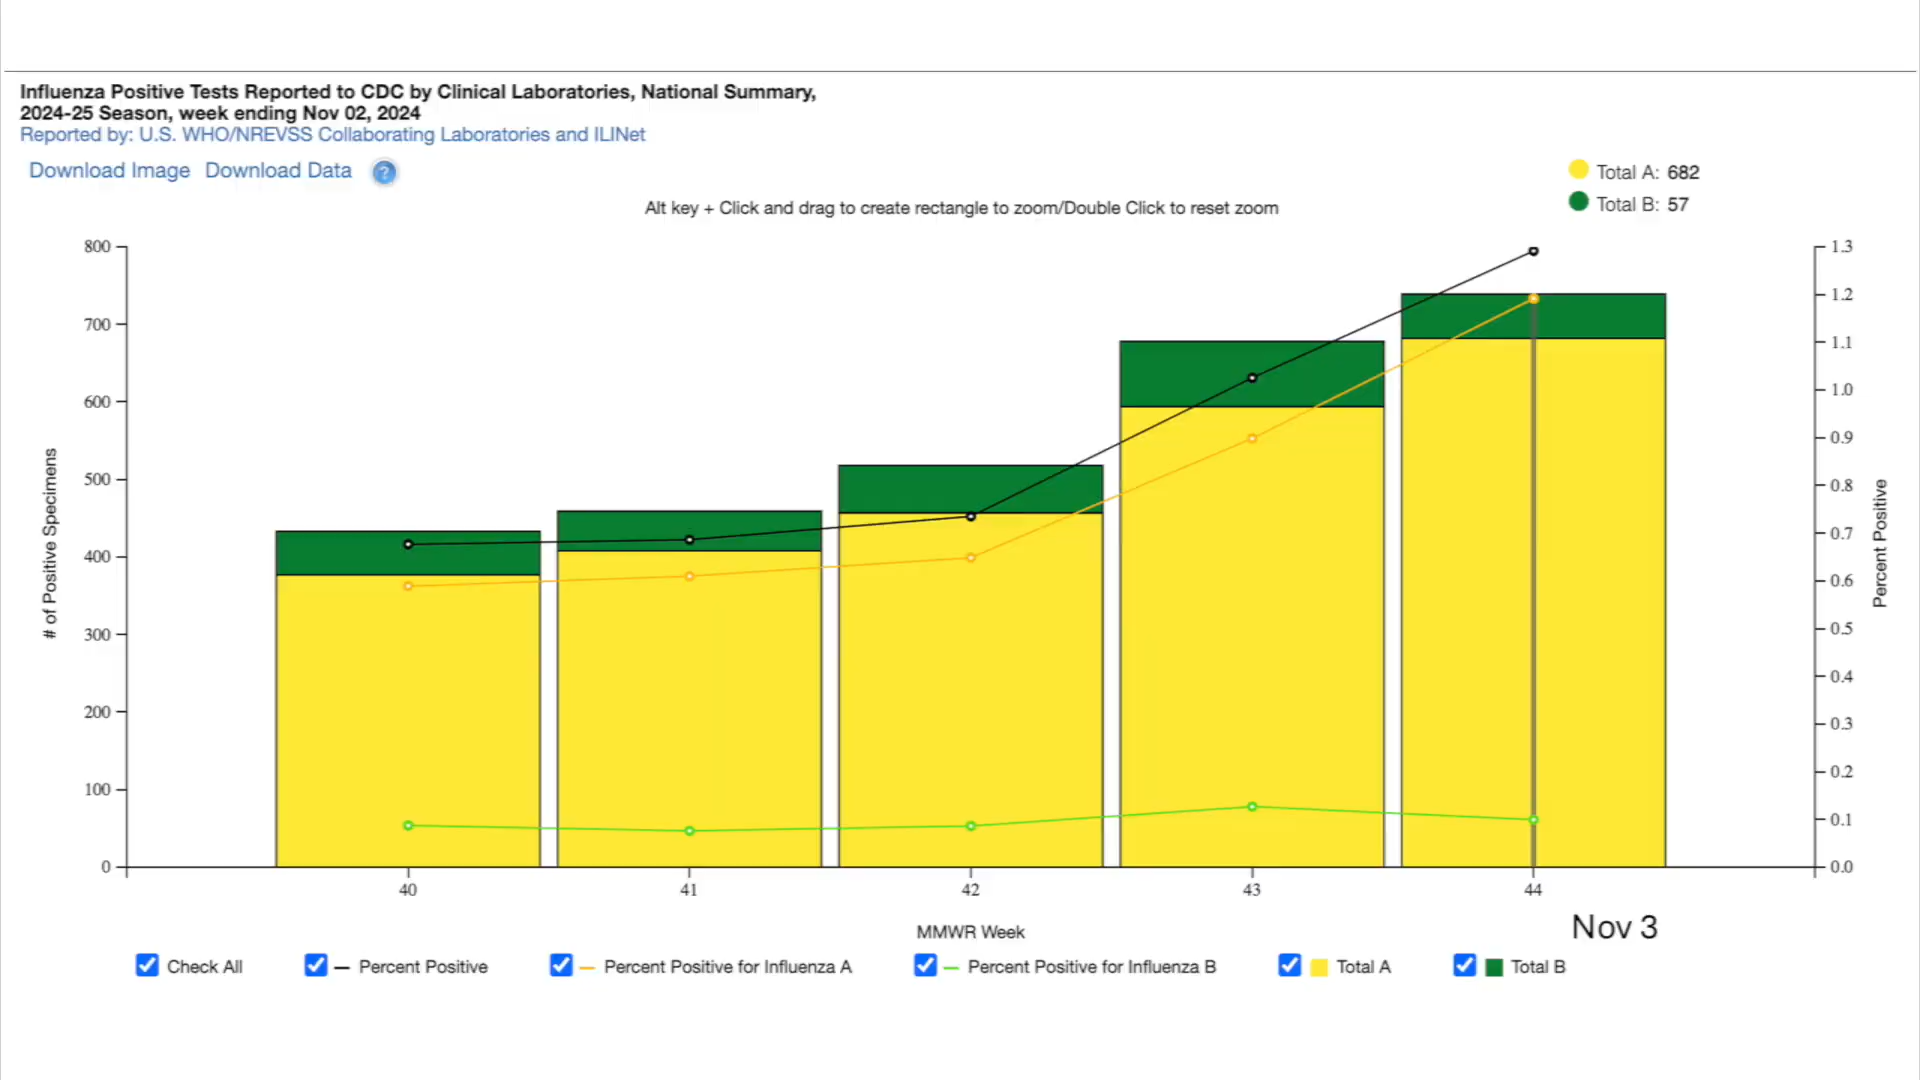 Influenza Positive Tests Reported to CDC by Clinical Laboratories, National Summary,
2024-25 Season, week ending Nov 02, 2024
Reported by: U.S. WHO/NREVSS Collaborating Laboratories and ILINet
Download Image Download Data ?
Total A: 682
Total B: 57
Alt key + Click and drag to create rectangle to zoom/Double Click to reset zoom
# of Positive Specimens
800
700
600
500
400
300
200
100
0
1.3
1.2
1.1
1.0
0.9
0.8
0.7
0.6
0.5
0.4
0.3
0.2
0.1
0.0
Percent Positive
40 41 42 43 44
Nov 3
MMWR Week
Check All Percent Positive Percent Positive for Influenza A Percent Positive for Influenza B Total A Total B